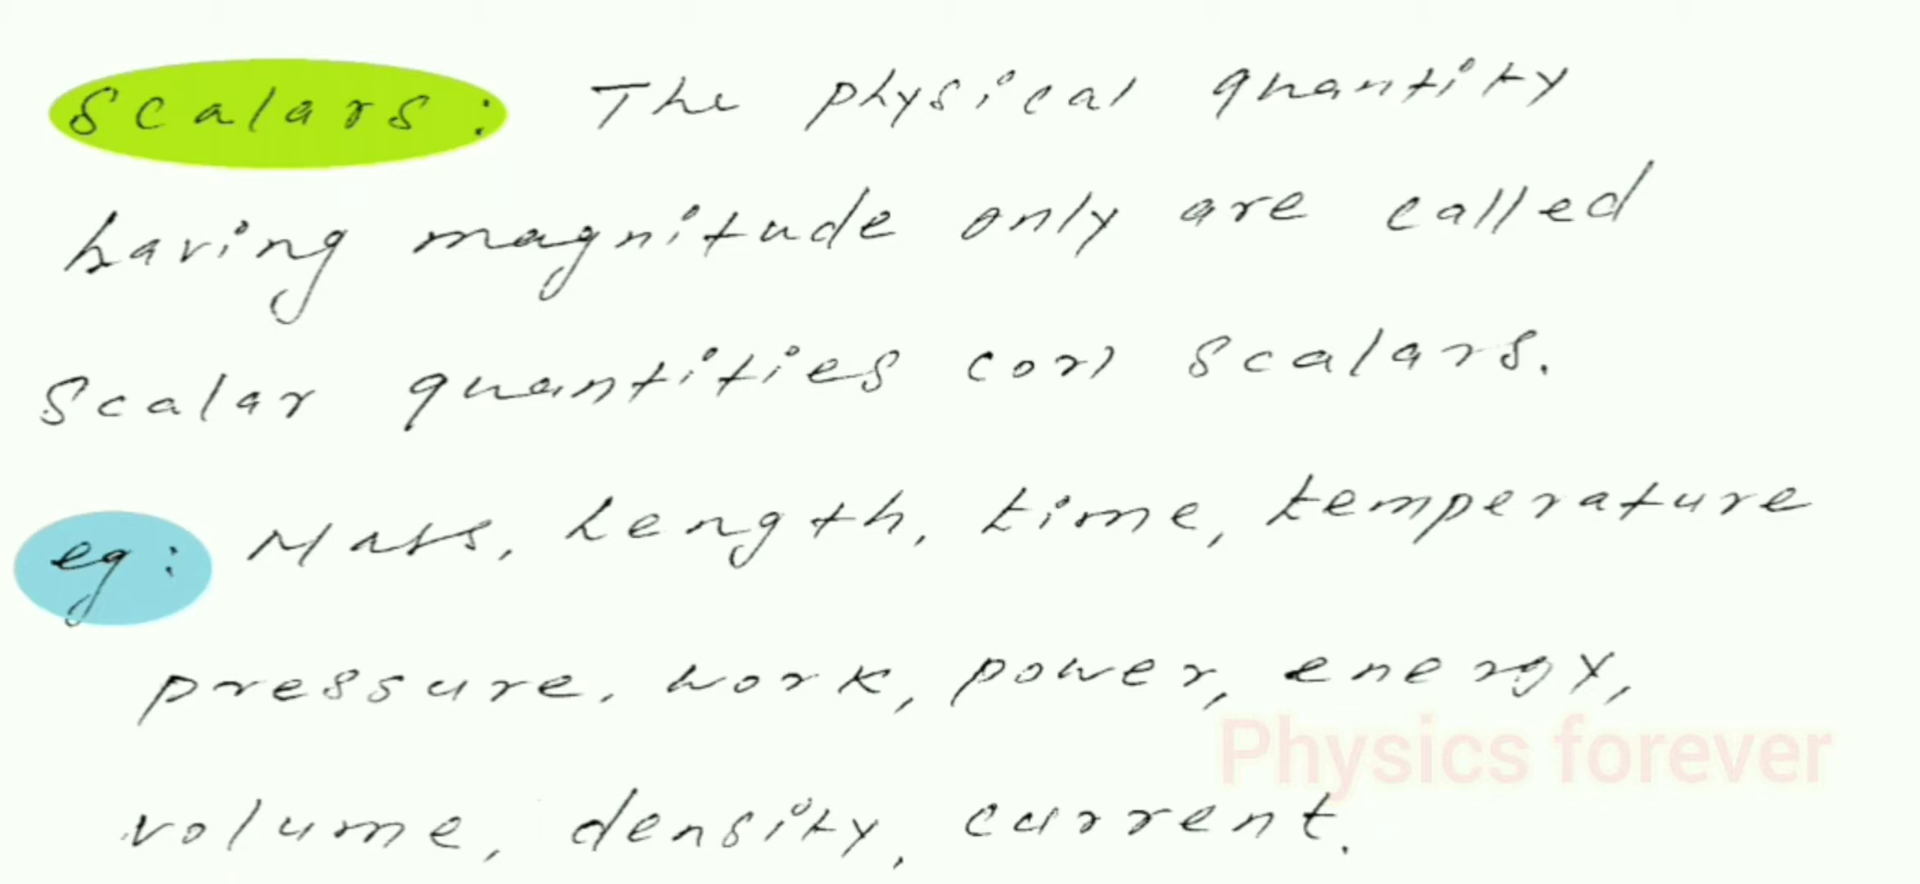 Scalars: The physical quantity
having magnitude only are called
Scalar quantities (or) scalars.
eg: Mass, Length, time, temperature
pressure, work, power, energy,
Physics forever
volume, density, current.